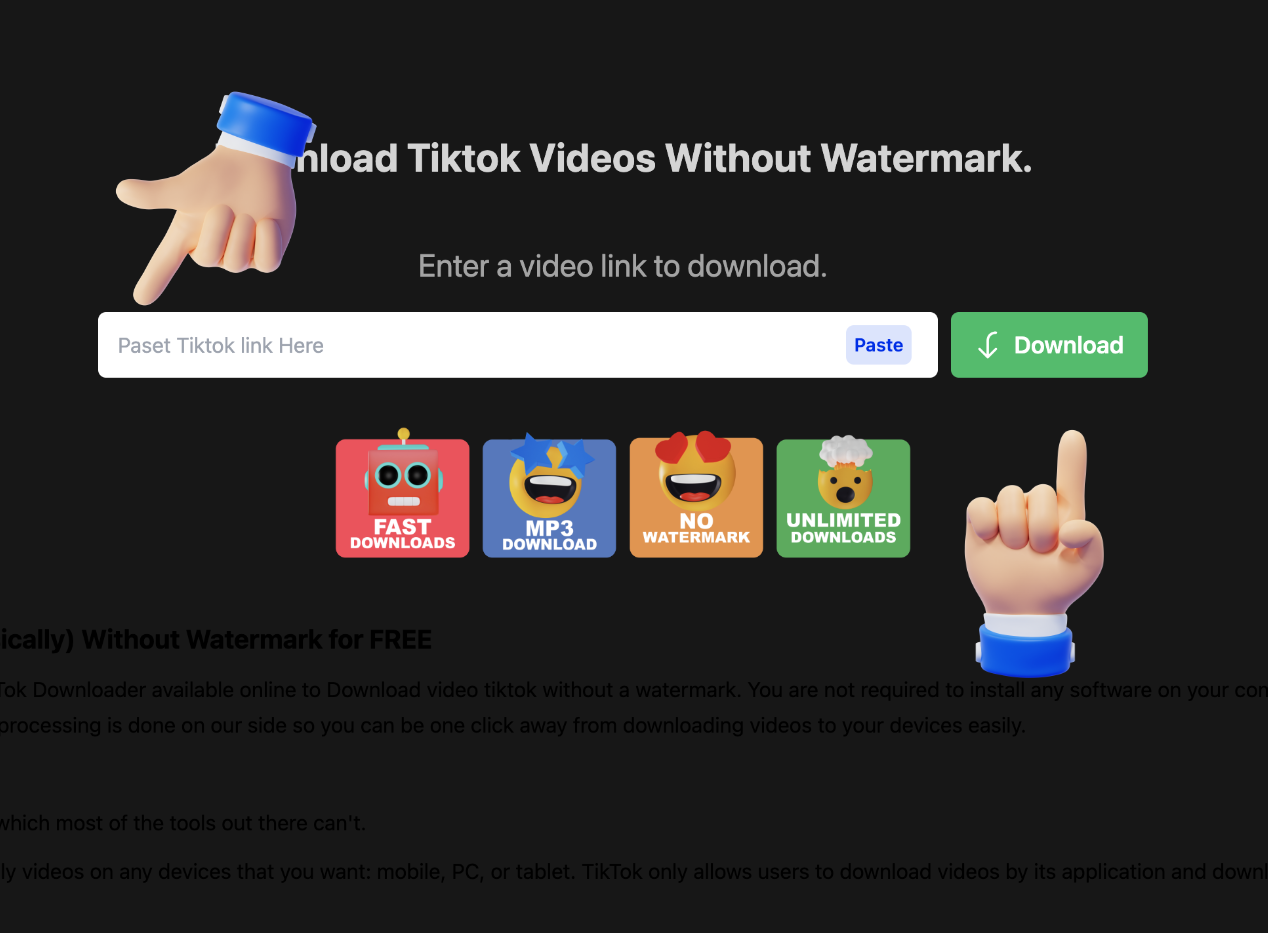 nload Tiktok Videos Without Watermark.
Enter a video link to download.
Paset Tiktok link Here
Paste
Download
FAST
DOWNLOADS
MP3
DOWNLOAD
NO
WATERMARK
UNLIMITED
DOWNLOADS
ically) Without Watermark for FREE
Tok Downloader available online to Download video tiktok without a watermark. You are not required to install any software on your con
processing is done on our side so you can be one click away from downloading videos to your devices easily.
which most of the tools out there can't.
ly videos on any devices that you want: mobile, PC, or tablet. TikTok only allows users to download videos by its application and downl